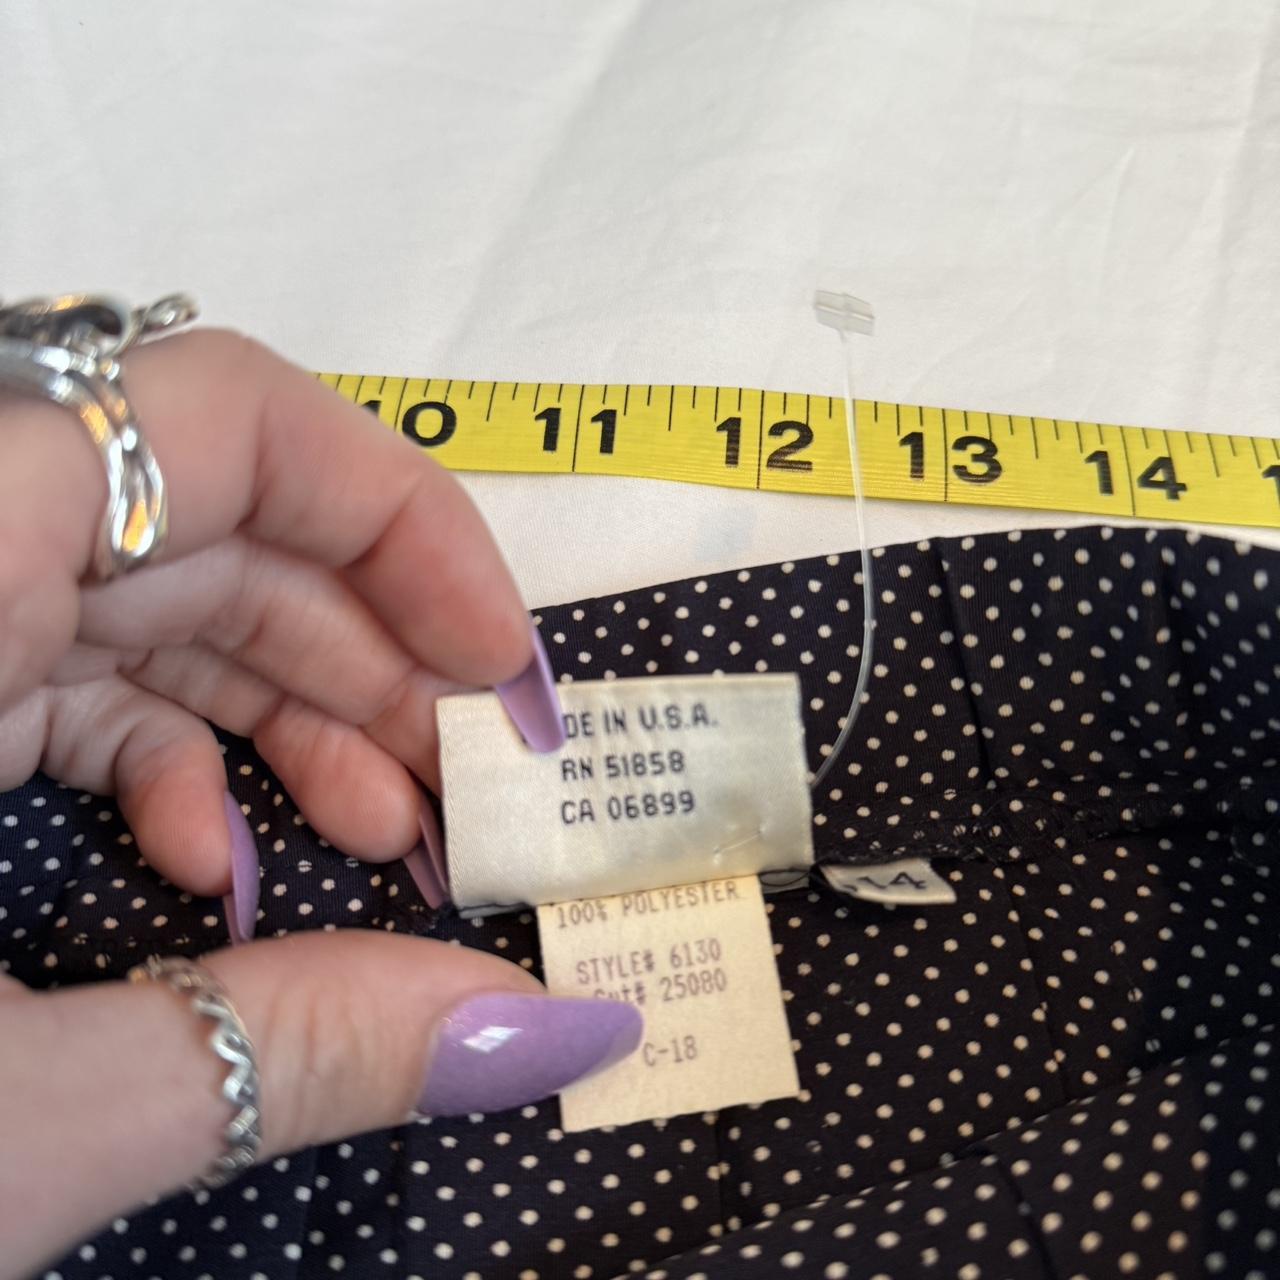 10 11 12 13 14
DE IN U.S.A.
RN 51858
CA 06899
14
100% POLYESTER
STYLE# 6130
Cut# 25080
C-18